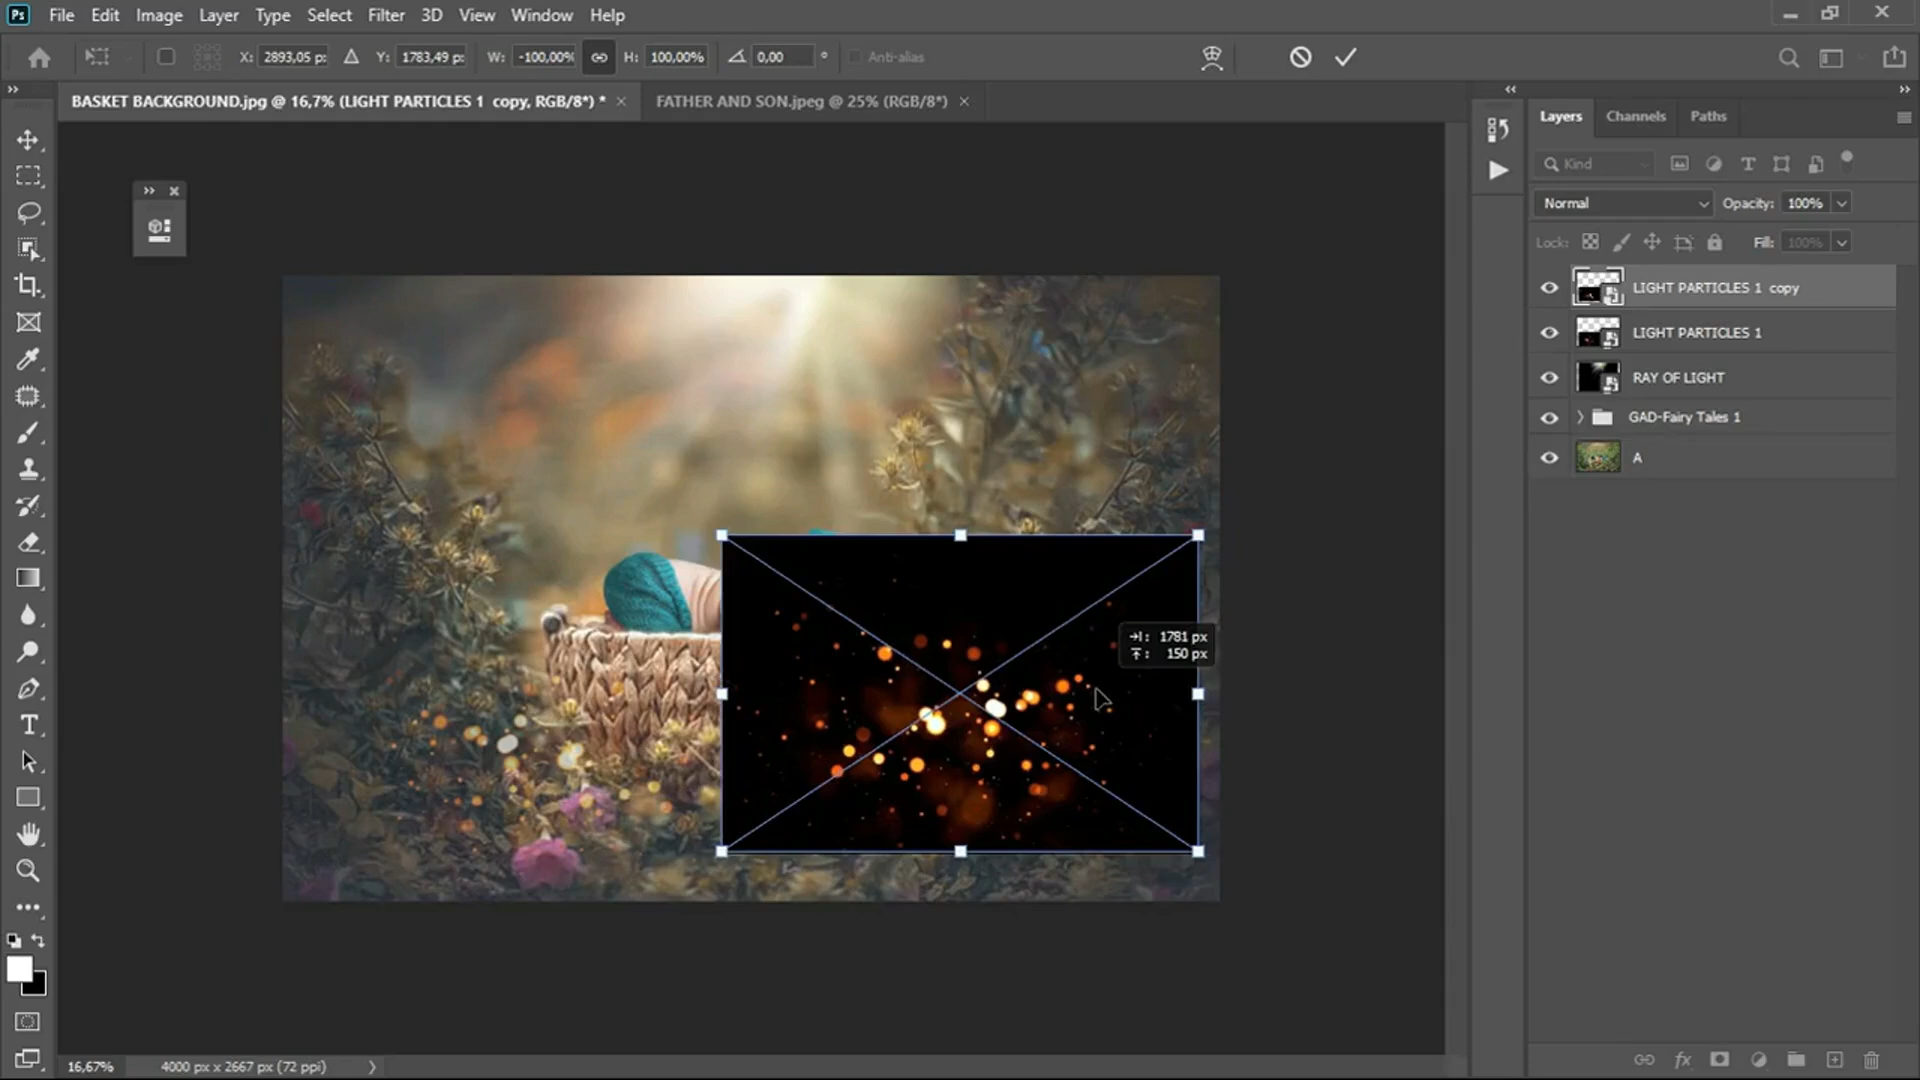 Ps File Edit Image Layer Type Select Filter 3D View Window Help
X: 2893,05 p: Y: 1783,49 p: W: -100,00% H: 100,00% 0,00 ° Anti-alias
BASKET BACKGROUND.jpg @ 16,7% (LIGHT PARTICLES 1 copy, RGB/8*) * FATHER AND SON.jpeg @ 25% (RGB/8*)
Layers Channels Paths
Kind
Normal Opacity: 100%
Lock: Fill: 100%
LIGHT PARTICLES 1 copy
LIGHT PARTICLES 1
RAY OF LIGHT
GAD-Fairy Tales 1
A
1781 px
150 px
16,67% 4000 px x 2667 px (72 ppi)